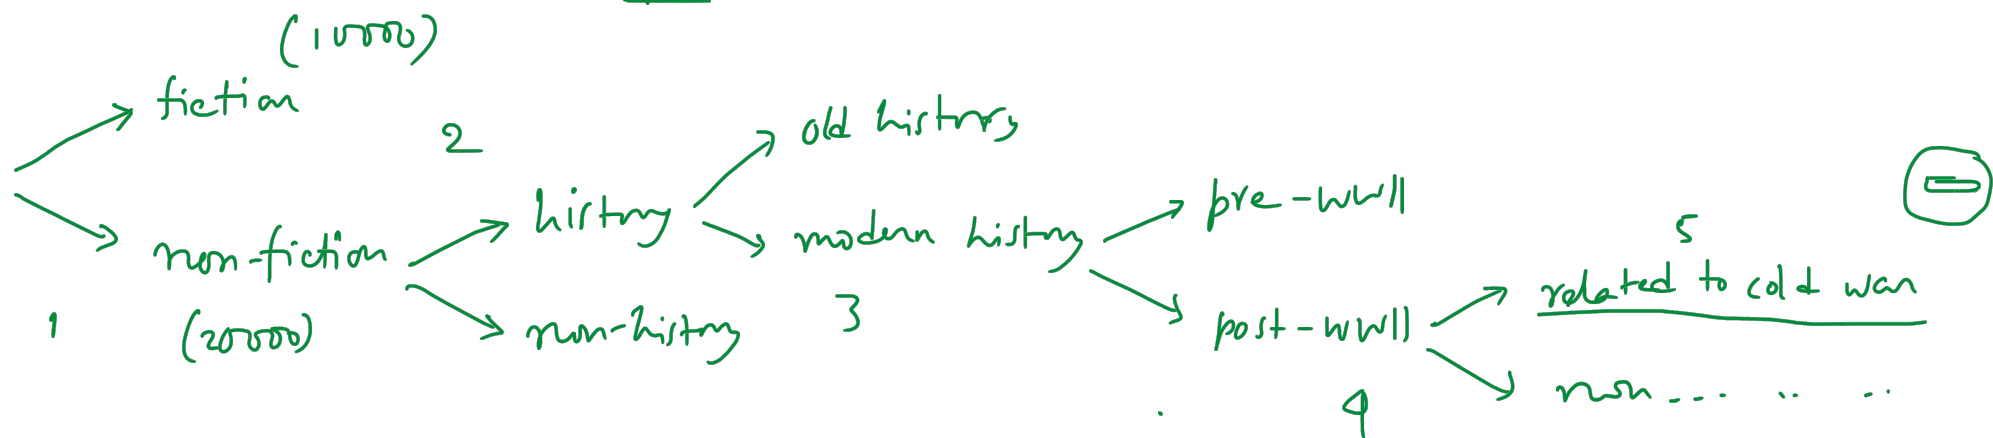 (10000)
fiction
2
old history
history
pre-wwII
modern history
5
non-fiction
related to cold war
1
(20000)
non-history
3
post-wwII
non.... .. ...
4